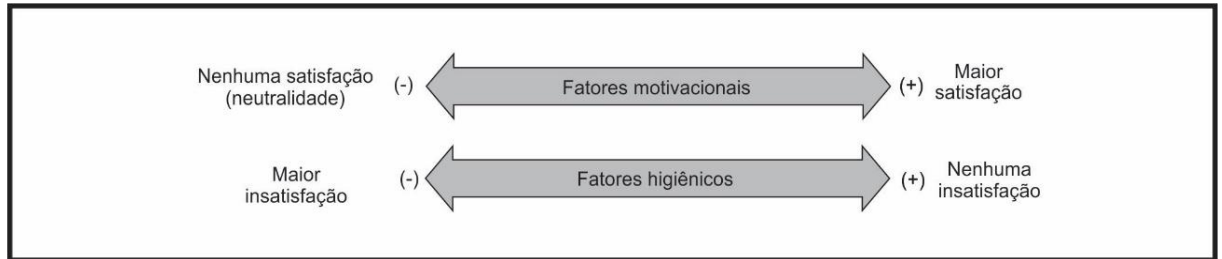 Nenhuma satisfação
(neutralidade)
(-)
Fatores motivacionais
(+)
Maior
satisfação
Maior
insatisfação
(-)
Fatores higiênicos
(+)
Nenhuma
insatisfação